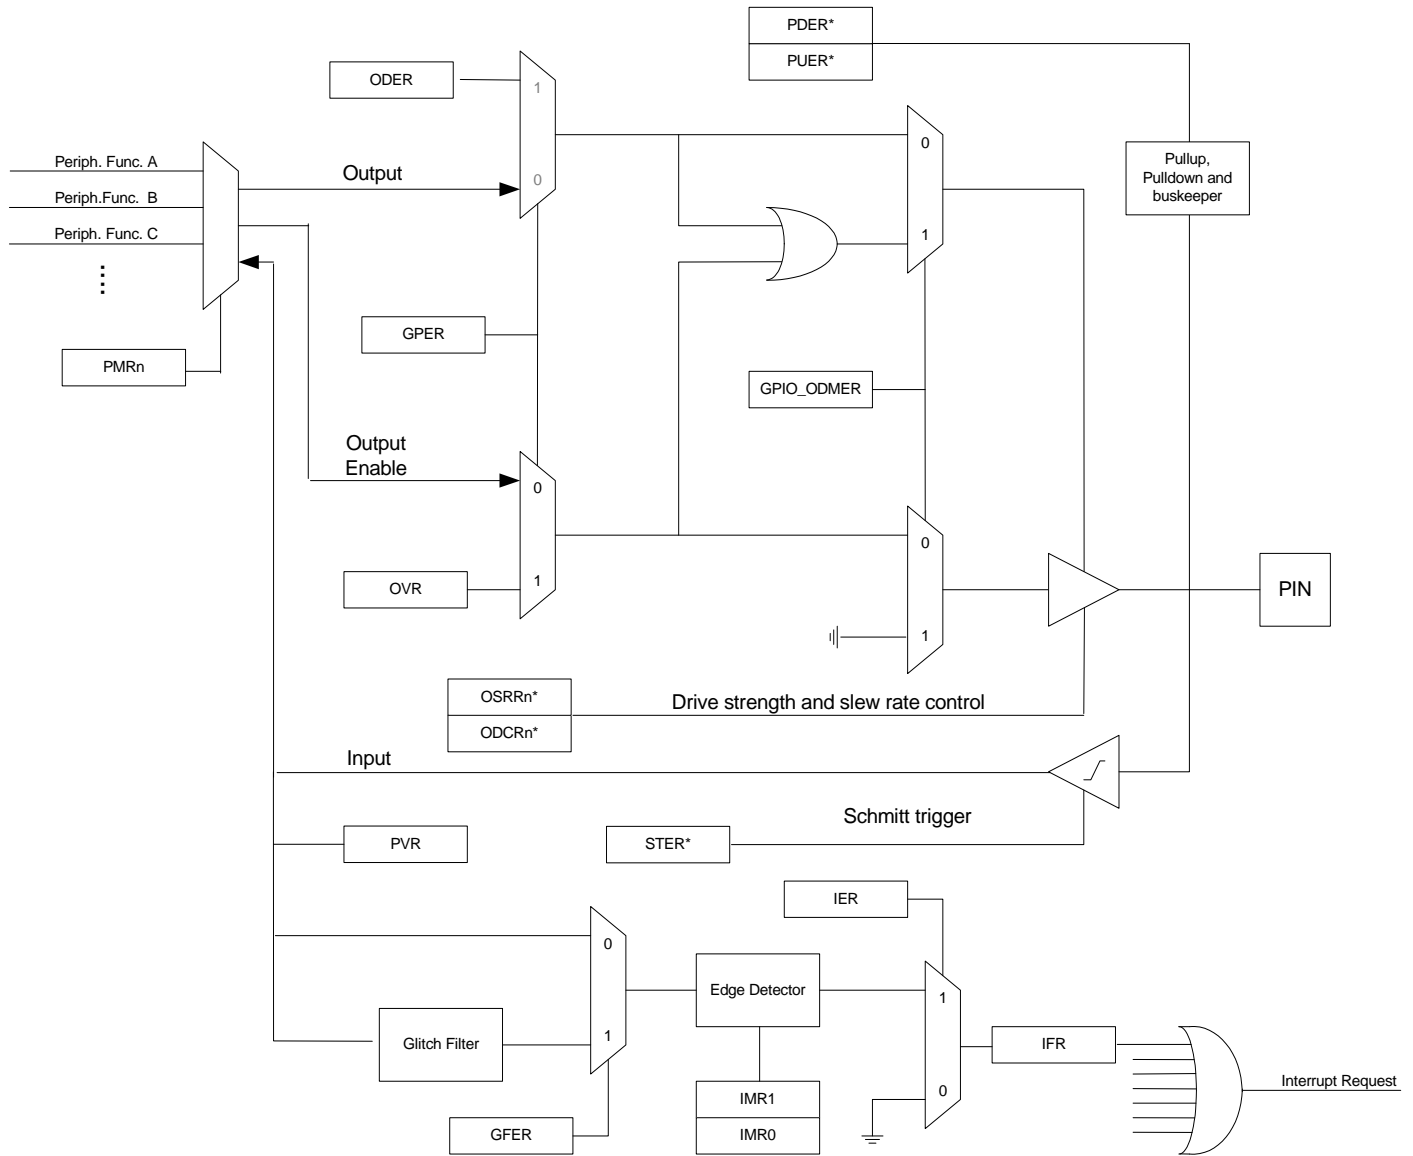 PDER*
PUER*
ODER
1
0
Periph. Func. A
Periph.Func. B
Periph. Func. C
Output
0
1
Pullup,
Pulldown and
buskeeper
GPER
PMRn
GPIO_ODMER
Output
Enable
0
1
OVR
0
1
PIN
OSRRn*
ODCRn*
Drive strength and slew rate control
Input
Schmitt trigger
PVR
STER*
IER
0
1
Edge Detector
1
0
Glitch Filter
IFR
Interrupt Request
IMR1
IMR0
GFER